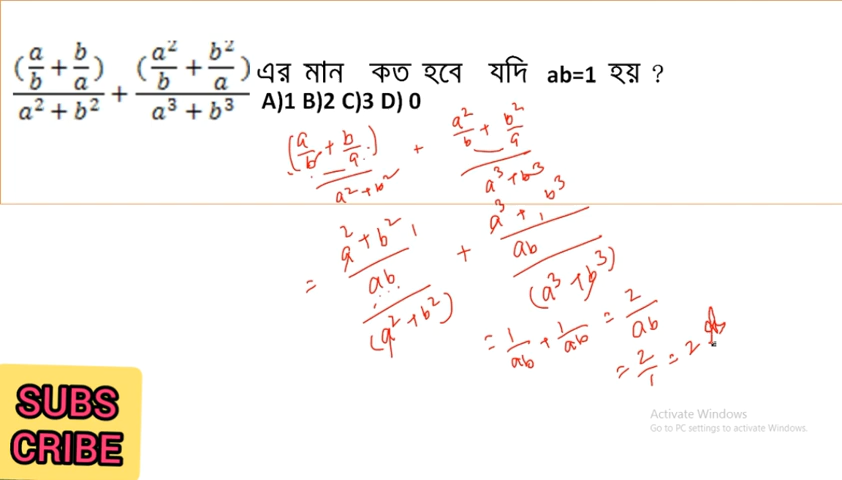 (a/b + b/a) / (a² + b²) + (a²/b + b²/a) / (a³ + b³) এর মান কত হবে যদি ab=1 হয় ?
A)1 B)2 C)3 D) 0
(a/b + b/a) / a² + b² + (a²/b + b²/a) / a³ + b³
= (a² + b² / ab) / (a² + b²) + (a³ + b³ / ab) / (a³ + b³)
= 1/ab + 1/ab = 2/ab
= 2/1 = 2
SUBS
CRIBE
Activate Windows
Go to PC settings to activate Windows.